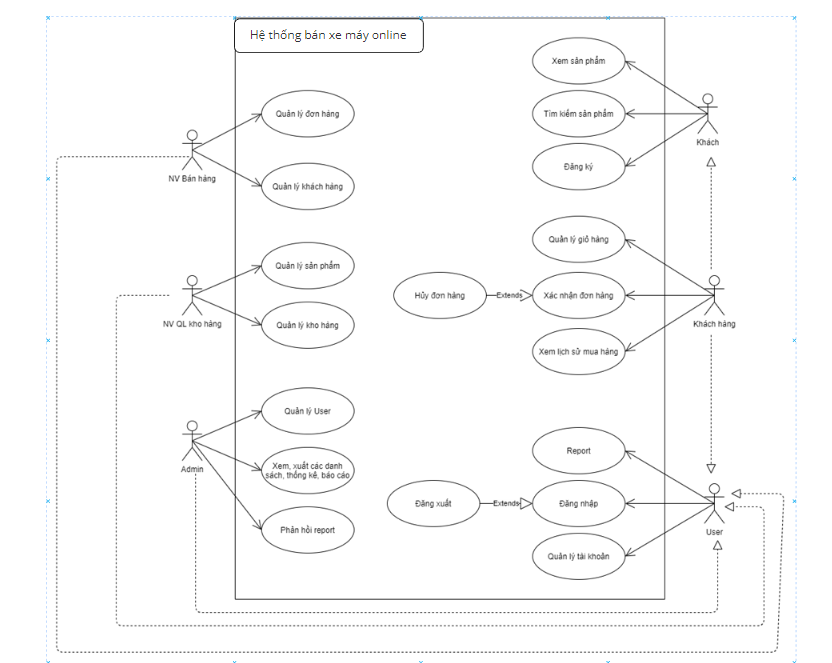 Hệ thống bán xe máy online
Xem sản phẩm
Quản lý đơn hàng
Tìm kiếm sản phẩm
Khách
Đăng ký
NV Bán hàng
Quản lý khách hàng
Quản lý giỏ hàng
Quản lý sản phẩm
Hủy đơn hàng
Extends
Xác nhận đơn hàng
NV QL kho hàng
Quản lý kho hàng
Khách hàng
Xem lịch sử mua hàng
Quản lý User
Report
Admin
Xem, xuất các danh
sách, thống kê, báo cáo
Đăng xuất
Extends
Đăng nhập
Phản hồi report
User
Quản lý tài khoản